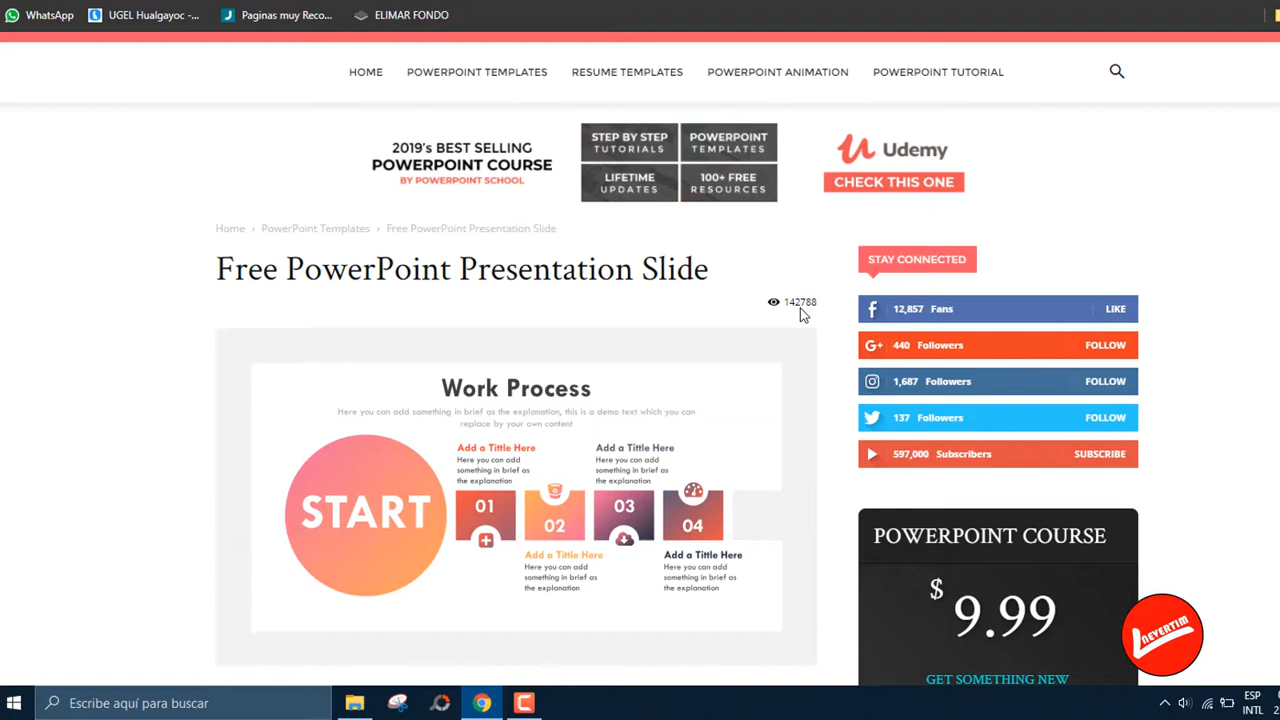 WhatsApp
UGEL Hualgayoc -...
Paginas muy Reco...
ELIMAR FONDO
HOME
POWERPOINT TEMPLATES
RESUME TEMPLATES
POWERPOINT ANIMATION
POWERPOINT TUTORIAL
2019's BEST SELLING
POWERPOINT COURSE
BY POWERPOINT SCHOOL
STEP BY STEP
TUTORIALS
POWERPOINT
TEMPLATES
LIFETIME
UPDATES
100+ FREE
RESOURCES
Udemy
CHECK THIS ONE
Home › PowerPoint Templates › Free PowerPoint Presentation Slide
Free PowerPoint Presentation Slide
142788
Work Process
Here you can add something in brief as the explanation, this is a demo text which you can
replace by your own content
START
Add a Tittle Here
Here you can add
something in brief as
the explanation
Add a Tittle Here
Here you can add
something in brief as
the explanation
01
02
03
04
Add a Tittle Here
Here you can add
something in brief as
the explanation
Add a Tittle Here
Here you can add
something in brief as
the explanation
STAY CONNECTED
12,857 Fans LIKE
440 Followers FOLLOW
1,687 Followers FOLLOW
137 Followers FOLLOW
597,000 Subscribers SUBSCRIBE
POWERPOINT COURSE
$ 9.99
GET SOMETHING NEW
NEVERTIM
Escribe aquí para buscar
ESP
INTL